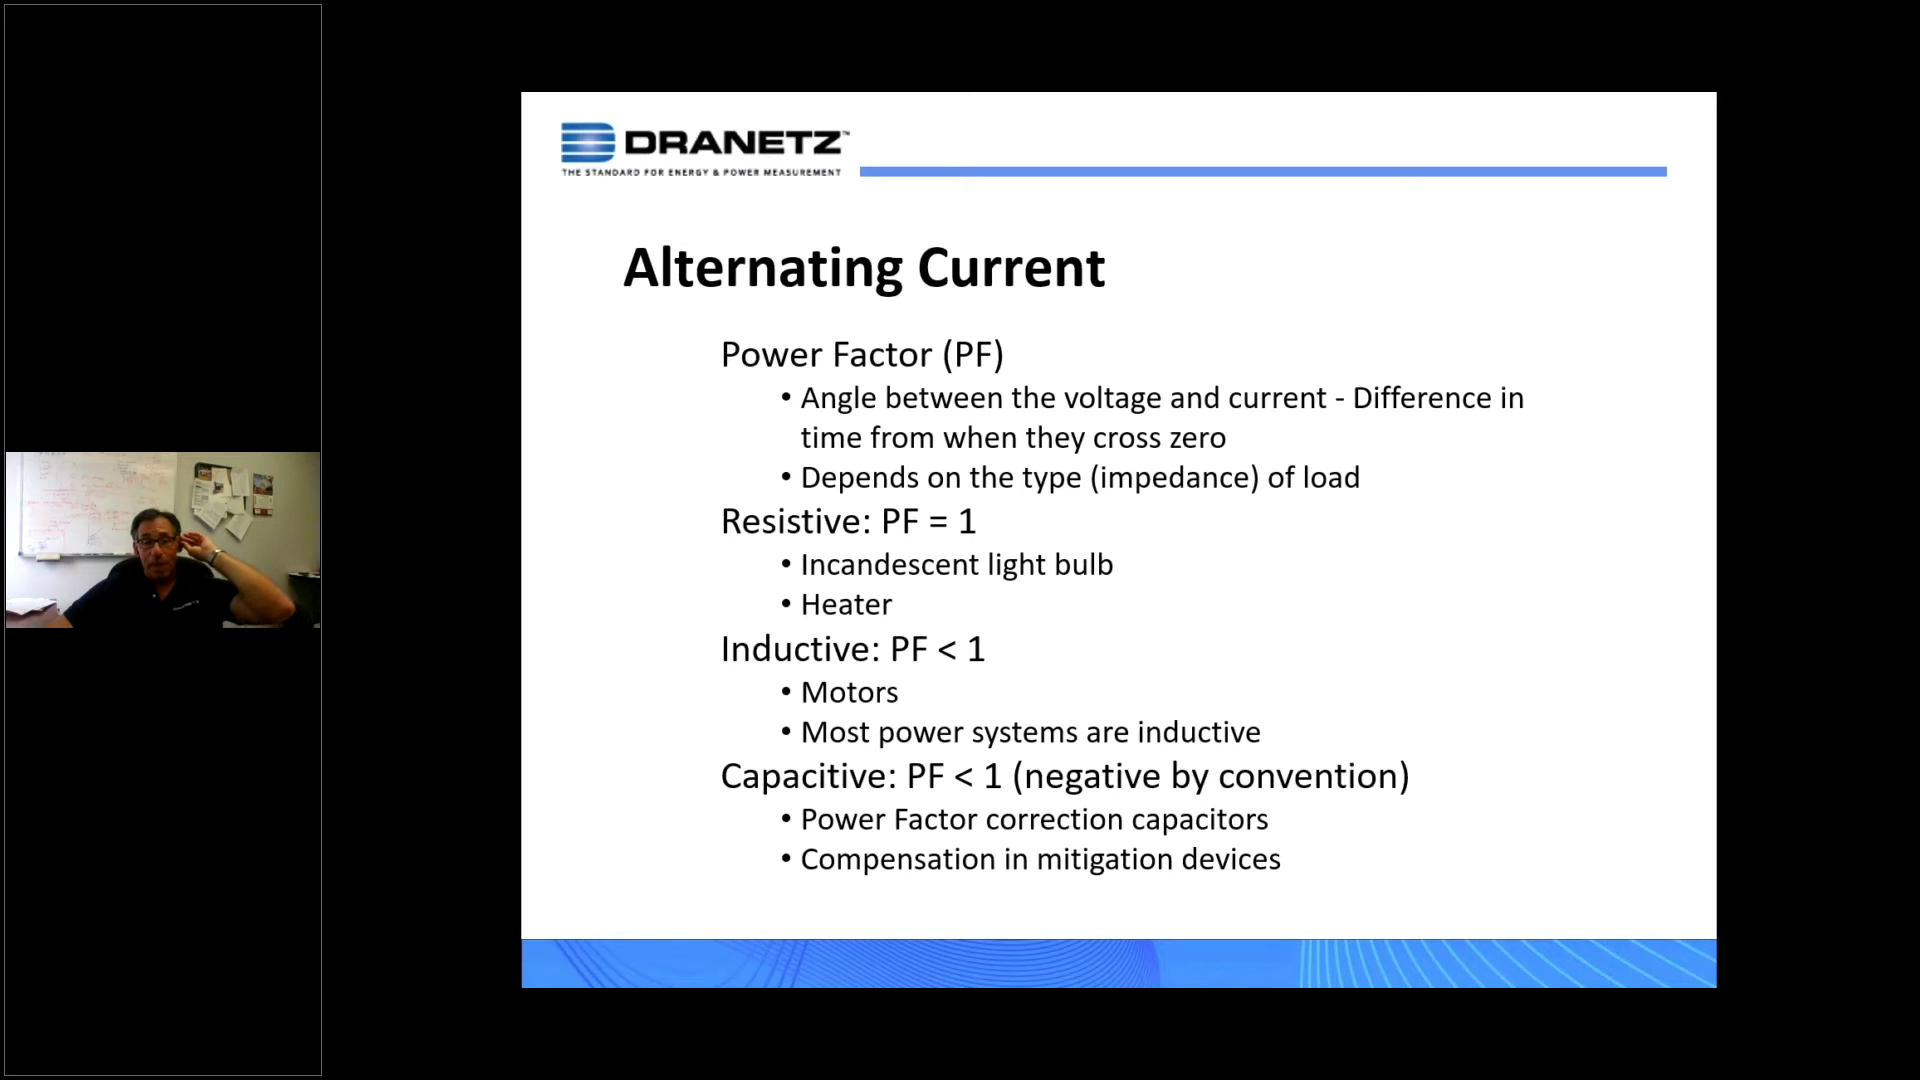 DRANETZ™
THE STANDARD FOR ENERGY & POWER MEASUREMENT
Alternating Current
Power Factor (PF)
• Angle between the voltage and current - Difference in
time from when they cross zero
• Depends on the type (impedance) of load
Resistive: PF = 1
• Incandescent light bulb
• Heater
Inductive: PF < 1
• Motors
• Most power systems are inductive
Capacitive: PF < 1 (negative by convention)
• Power Factor correction capacitors
• Compensation in mitigation devices